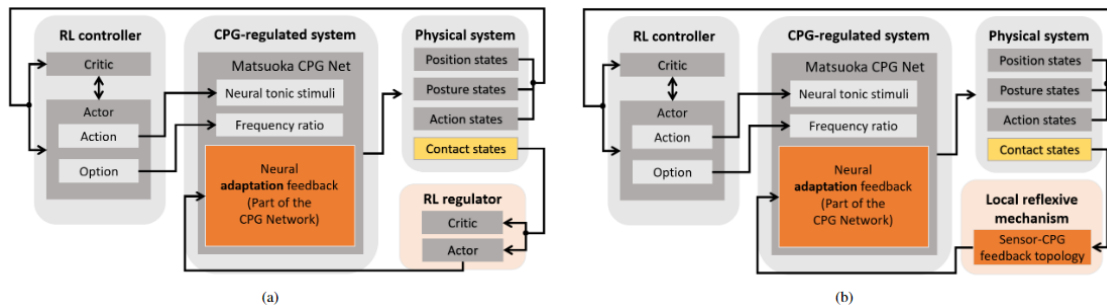 RL controller
Critic
Actor
Action
Option
CPG-regulated system
Matsuoka CPG Net
Neural tonic stimuli
Frequency ratio
Neural
adaptation feedback
(Part of the
CPG Network)
Physical system
Position states
Posture states
Action states
Contact states
RL regulator
Critic
Actor
(a)
RL controller
Critic
Actor
Action
Option
CPG-regulated system
Matsuoka CPG Net
Neural tonic stimuli
Frequency ratio
Neural
adaptation feedback
(Part of the
CPG Network)
Physical system
Position states
Posture states
Action states
Contact states
Local reflexive
mechanism
Sensor-CPG
feedback topology
(b)